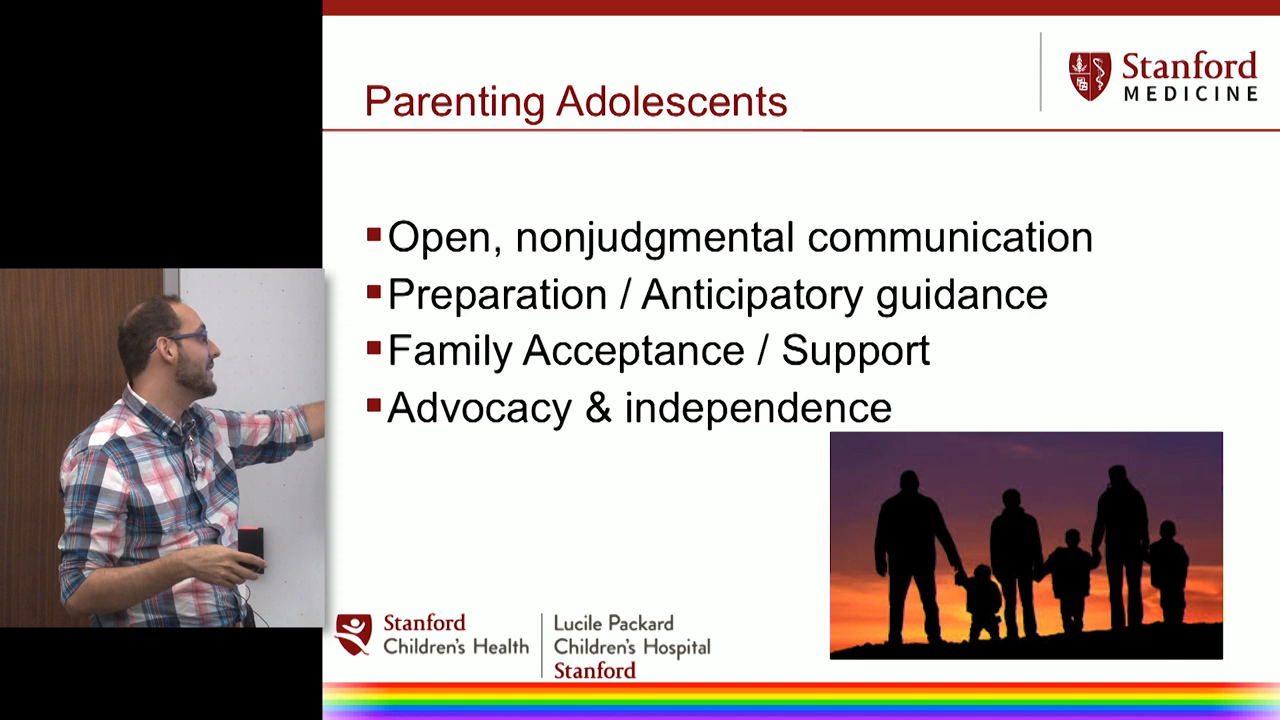 Parenting Adolescents
Stanford
MEDICINE
▪Open, nonjudgmental communication
▪Preparation / Anticipatory guidance
▪Family Acceptance / Support
▪Advocacy & independence
Stanford
Children's Health
Lucile Packard
Children's Hospital
Stanford